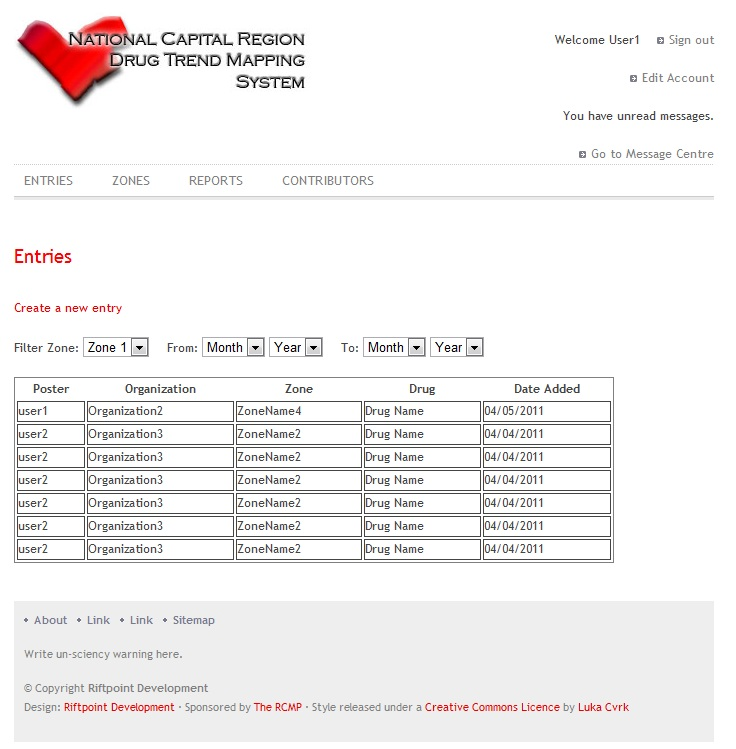 NATIONAL CAPITAL REGION
DRUG TREND MAPPING
SYSTEM
Welcome User1 Sign out
Edit Account
You have unread messages.
Go to Message Centre
ENTRIES ZONES REPORTS CONTRIBUTORS
Entries
Create a new entry
Filter Zone: Zone 1 From: Month Year To: Month Year
Poster Organization Zone Drug Date Added
user1 Organization2 ZoneName4 Drug Name 04/05/2011
user2 Organization3 ZoneName2 Drug Name 04/04/2011
user2 Organization3 ZoneName2 Drug Name 04/04/2011
user2 Organization3 ZoneName2 Drug Name 04/04/2011
user2 Organization3 ZoneName2 Drug Name 04/04/2011
user2 Organization3 ZoneName2 Drug Name 04/04/2011
user2 Organization3 ZoneName2 Drug Name 04/04/2011
About Link Link Sitemap
Write un-sciency warning here.
© Copyright Riftpoint Development
Design: Riftpoint Development · Sponsored by The RCMP · Style released under a Creative Commons Licence by Luka Cvrk